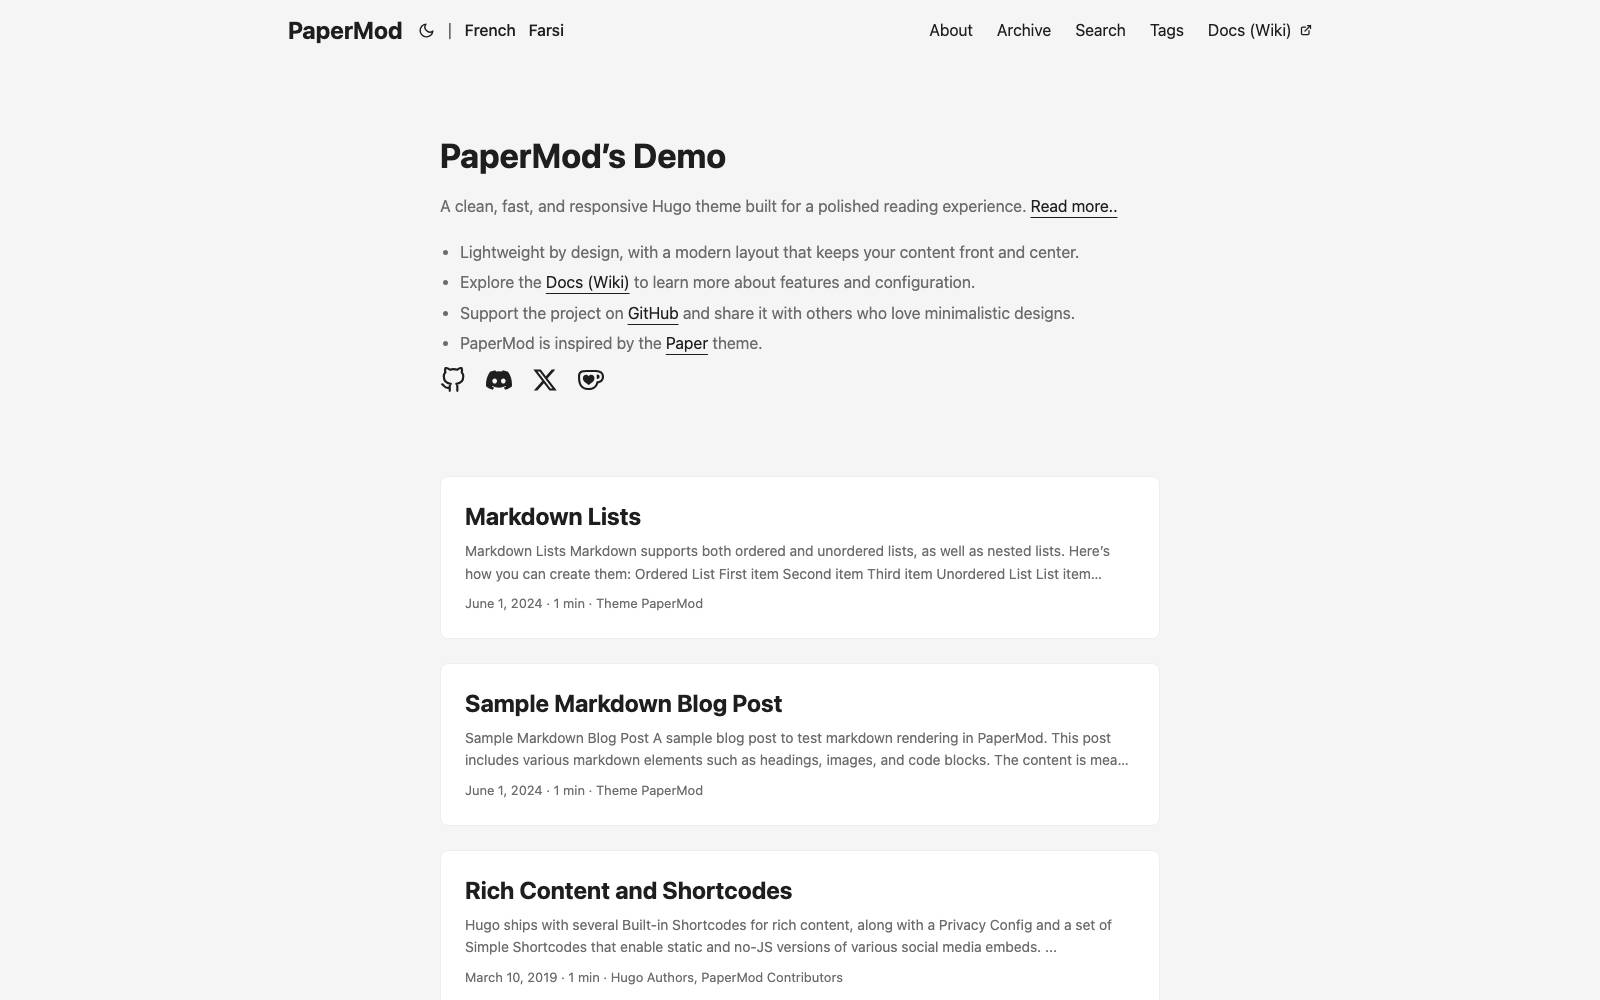 PaperMod | French Farsi
About Archive Search Tags Docs (Wiki)
PaperMod’s Demo
A clean, fast, and responsive Hugo theme built for a polished reading experience. Read more..
• Lightweight by design, with a modern layout that keeps your content front and center.
• Explore the Docs (Wiki) to learn more about features and configuration.
• Support the project on GitHub and share it with others who love minimalistic designs.
• PaperMod is inspired by the Paper theme.
Markdown Lists
Markdown Lists Markdown supports both ordered and unordered lists, as well as nested lists. Here’s
how you can create them: Ordered List First item Second item Third item Unordered List List item...
June 1, 2024 · 1 min · Theme PaperMod
Sample Markdown Blog Post
Sample Markdown Blog Post A sample blog post to test markdown rendering in PaperMod. This post
includes various markdown elements such as headings, images, and code blocks. The content is mea...
June 1, 2024 · 1 min · Theme PaperMod
Rich Content and Shortcodes
Hugo ships with several Built-in Shortcodes for rich content, along with a Privacy Config and a set of
Simple Shortcodes that enable static and no-JS versions of various social media embeds. ...
March 10, 2019 · 1 min · Hugo Authors, PaperMod Contributors